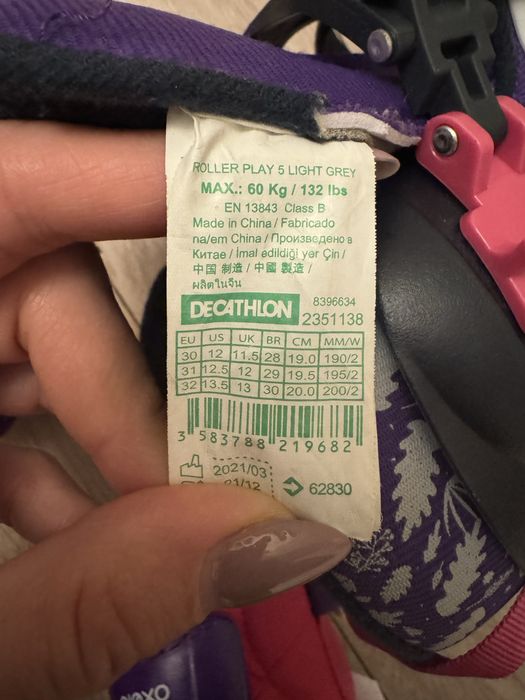 ROLLER PLAY 5 LIGHT GREY
MAX.: 60 Kg / 132 lbs
EN 13843 Class B
Made in China / Fabricado
na/em China / Произведено в
Китае / İmal edildiği yer Çin /
中国 制造 / 中國 製造 /
ผลิตในจีน
DECATHLON
8396634
2351138
EU US UK BR CM MM/W
30 12 11.5 28 19.0 190/2
31 12.5 12 29 19.5 195/2
32 13.5 13 30 20.0 200/2
3 583788 219682
2021/03
21/12
62830
oxelo